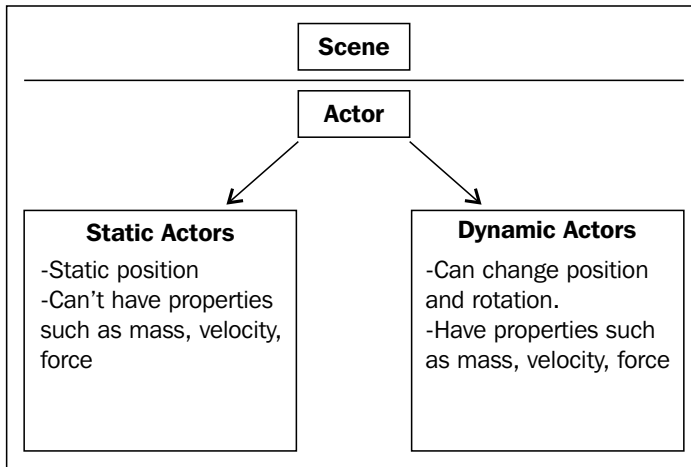 Scene
Actor
Static Actors
-Static position
-Can't have properties
such as mass, velocity,
force
Dynamic Actors
-Can change position
and rotation.
-Have properties such
as mass, velocity, force